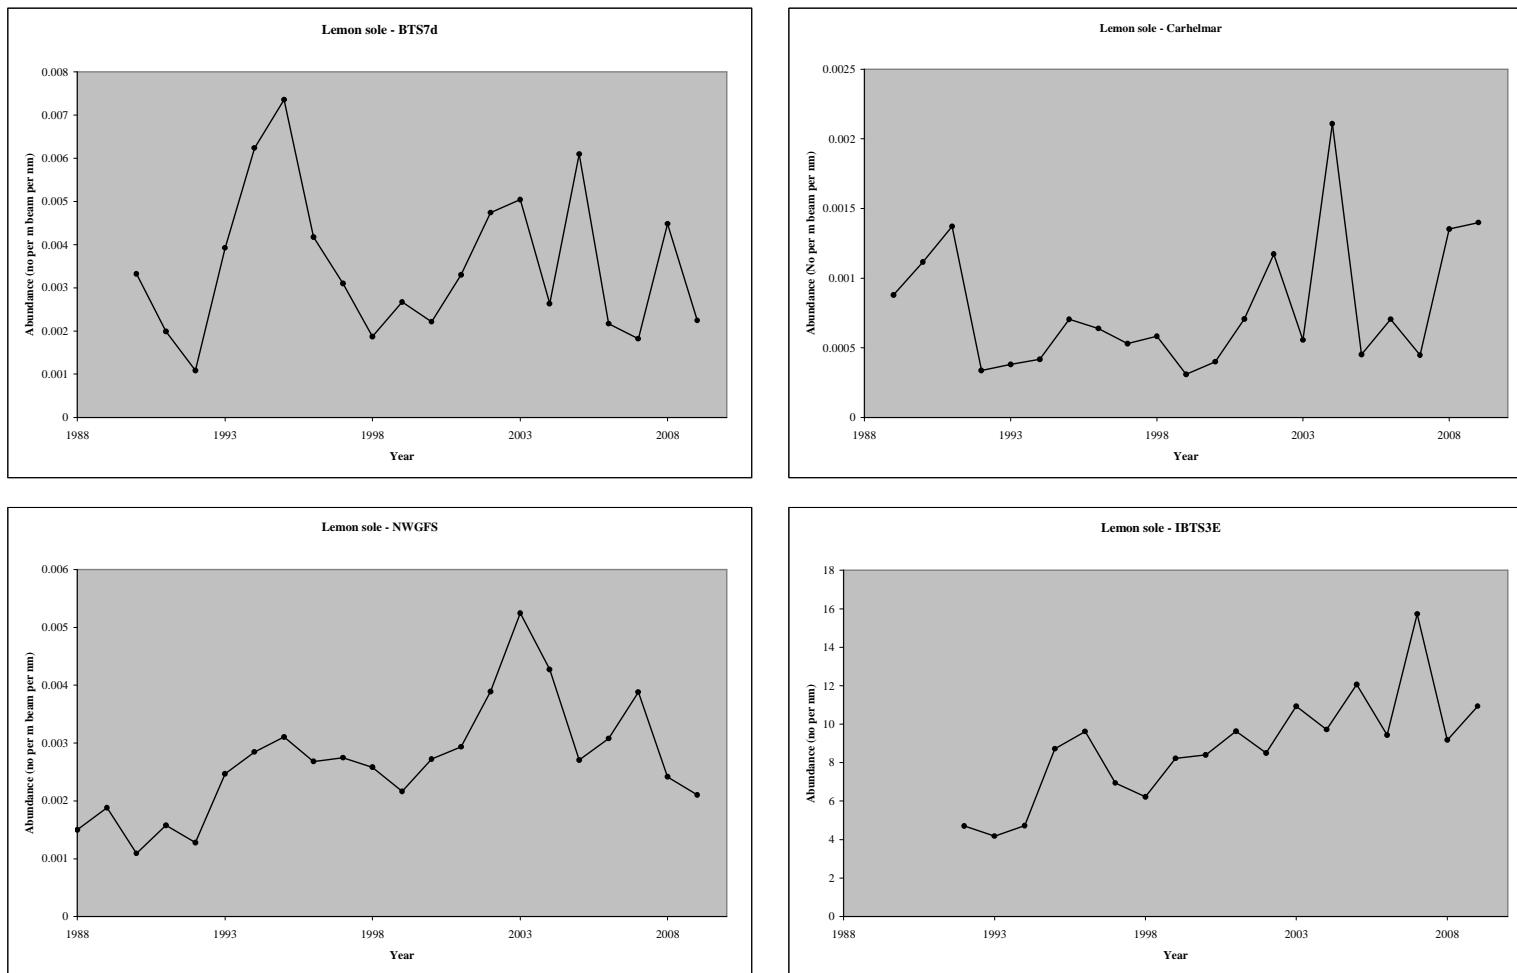 Lemon sole - BTS7d
Abundance (no per m beam per nm)
0.008
0.007
0.006
0.005
0.004
0.003
0.002
0.001
0
1988 1993 1998 2003 2008
Year
Lemon sole - Carhelmar
Abundance (No per m beam per nm)
0.0025
0.002
0.0015
0.001
0.0005
0
1988 1993 1998 2003 2008
Year
Lemon sole - NWGFS
Abundance (no per m beam per nm)
0.006
0.005
0.004
0.003
0.002
0.001
0
1988 1993 1998 2003 2008
Year
Lemon sole - IBTS3E
Abundance (no per nm)
18
16
14
12
10
8
6
4
2
0
1988 1993 1998 2003 2008
Year